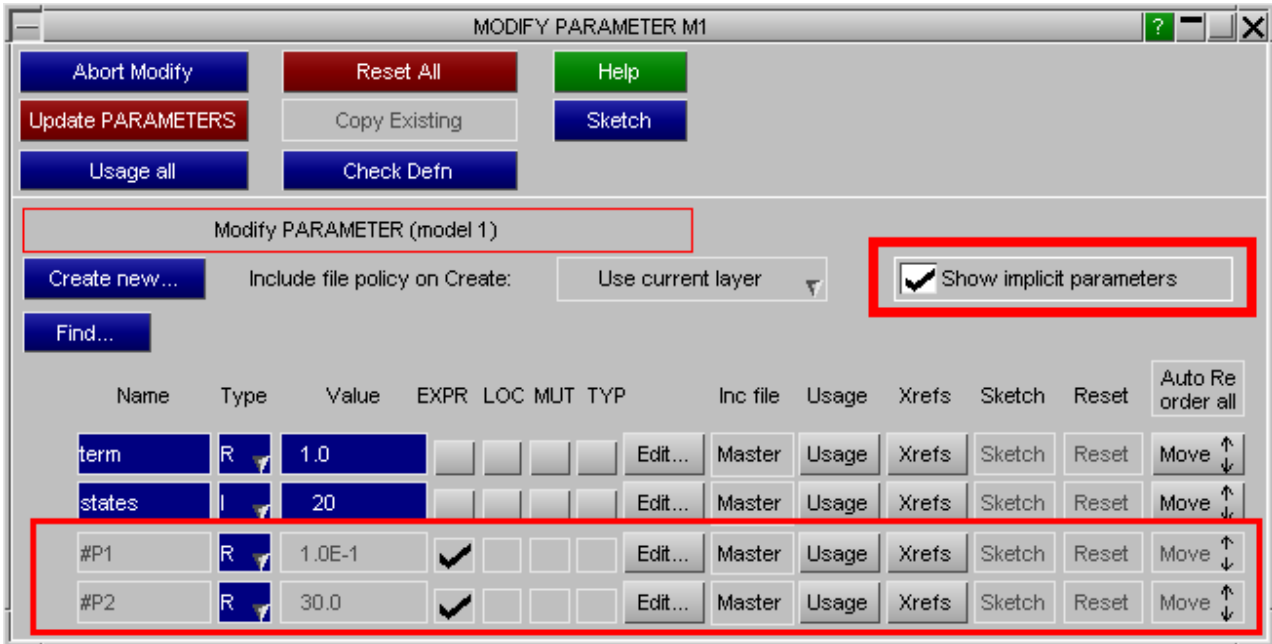 MODIFY PARAMETER M1 ?
Abort Modify Reset All Help
Update PARAMETERS Copy Existing Sketch
Usage all Check Defn
Modify PARAMETER (model 1)
Create new... Include file policy on Create: Use current layer Show implicit parameters
Find...
Name Type Value EXPR LOC MUT TYP Inc file Usage Xrefs Sketch Reset Auto Re order all
term R 1.0 Edit... Master Usage Xrefs Sketch Reset Move
states I 20 Edit... Master Usage Xrefs Sketch Reset Move
#P1 R 1.0E-1 Edit... Master Usage Xrefs Sketch Reset Move
#P2 R 30.0 Edit... Master Usage Xrefs Sketch Reset Move